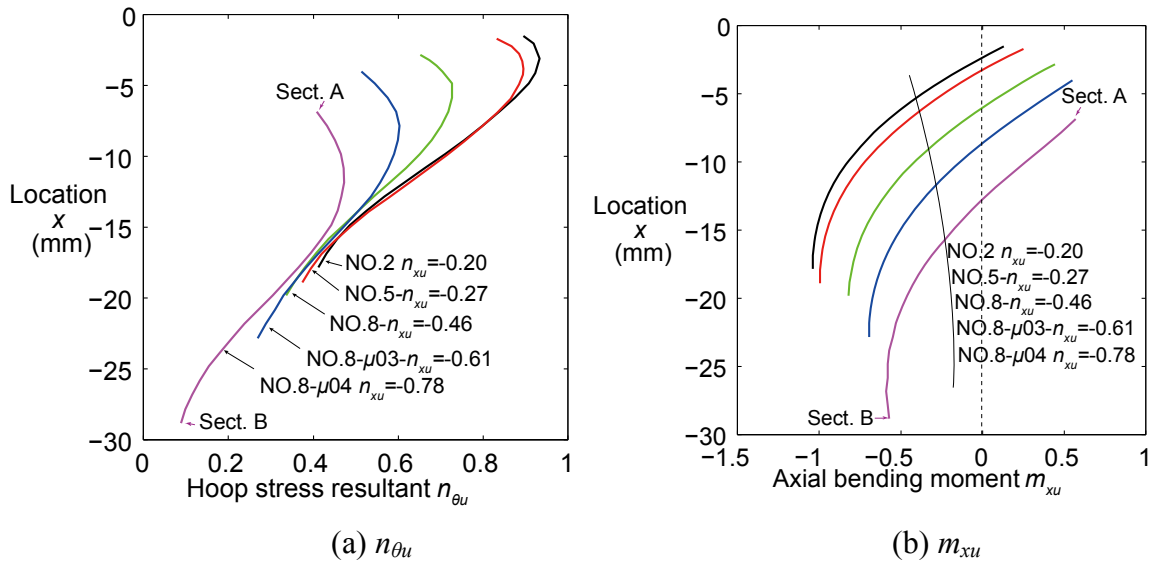 0
−5
−10
−15
−20
−25
−30
Location
x
(mm)
Sect. A
NO.2 nxu=-0.20
NO.5-nxu=-0.27
NO.8-nxu=-0.46
NO.8-μ03-nxu=-0.61
NO.8-μ04 nxu=-0.78
Sect. B
0 0.2 0.4 0.6 0.8 1
Hoop stress resultant nθu
(a) nθu
0
−5
−10
−15
−20
−25
−30
Location
x
(mm)
Sect. A
NO.2 nxu=-0.20
NO.5-nxu=-0.27
NO.8-nxu=-0.46
NO.8-μ03-nxu=-0.61
NO.8-μ04 nxu=-0.78
Sect. B
−1.5 −1 −0.5 0 0.5 1
Axial bending moment mxu
(b) mxu